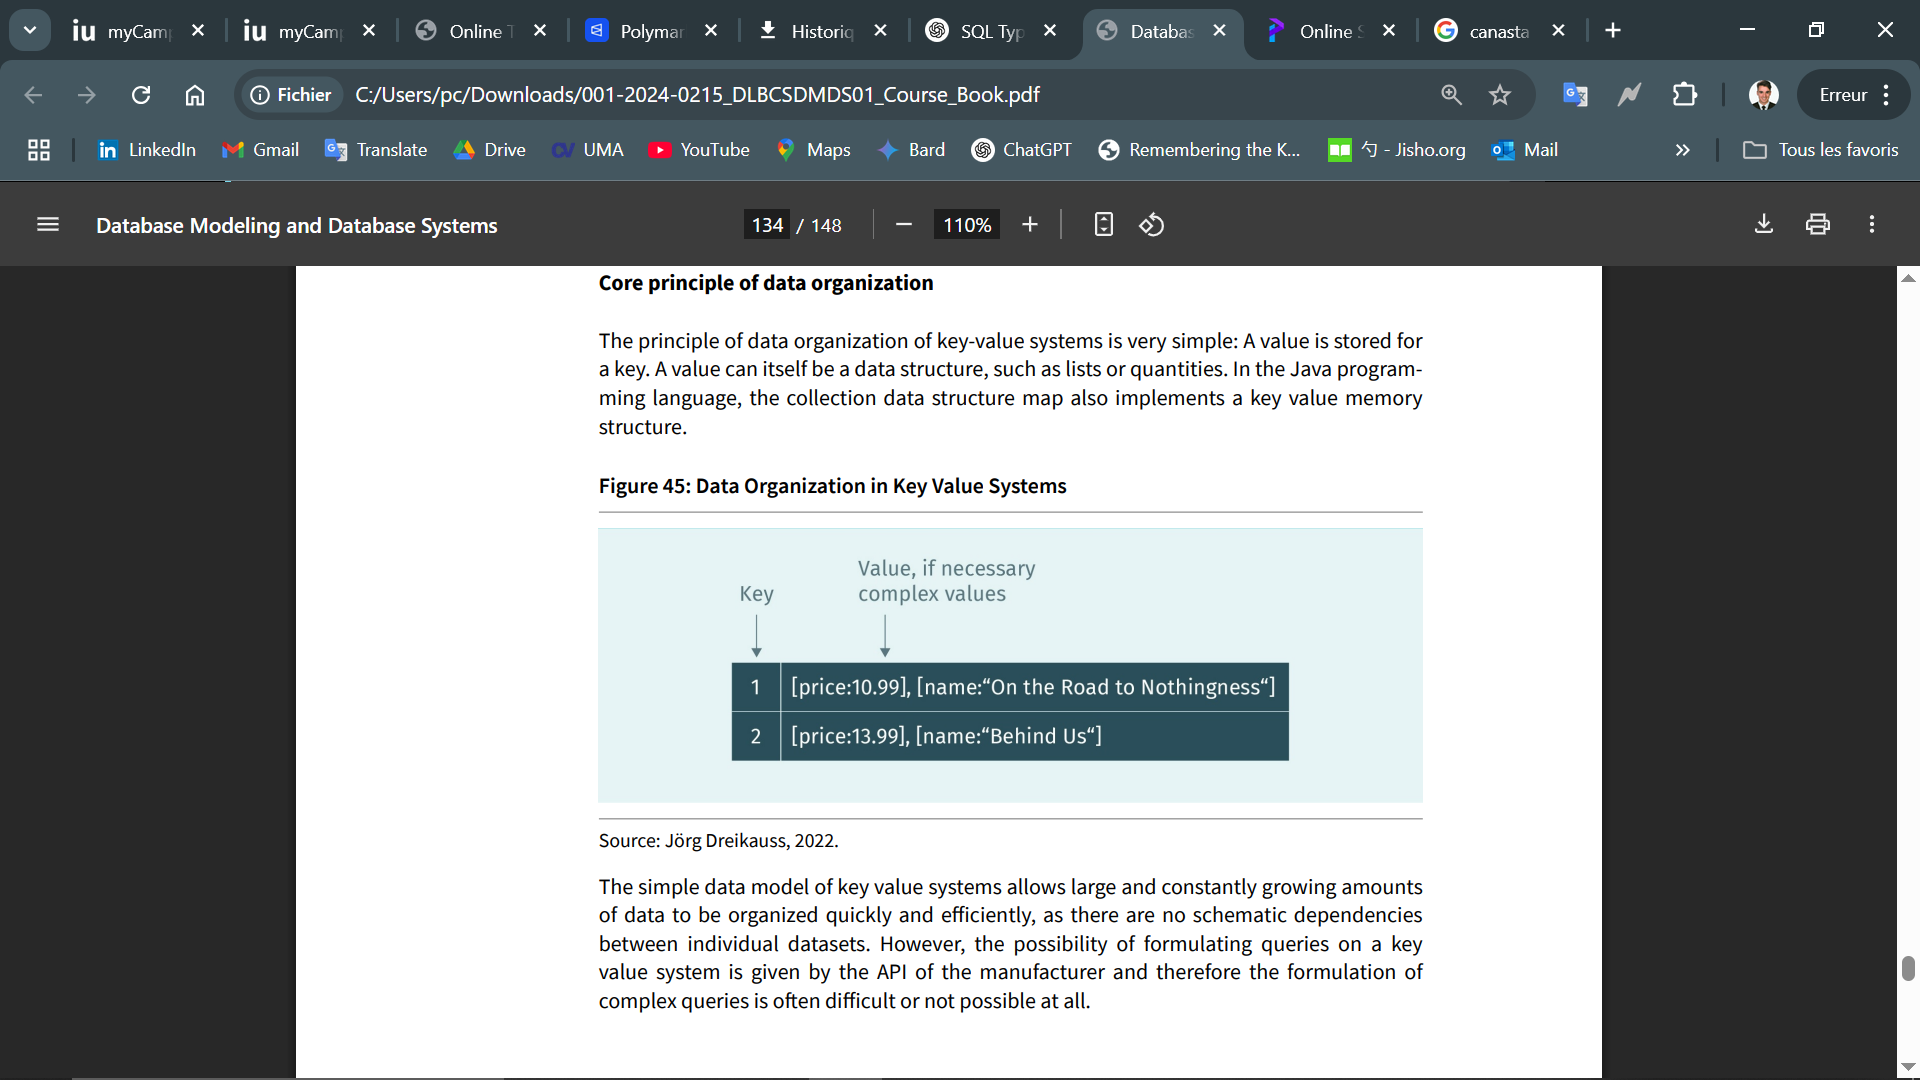 myCam
myCam
Online T
Polymar
Historiq
SQL Typ
Databas
Online S
canasta
Fichier
C:/Users/pc/Downloads/001-2024-0215_DLBCSDMDS01_Course_Book.pdf
Erreur
LinkedIn
Gmail
Translate
Drive
UMA
YouTube
Maps
Bard
ChatGPT
Remembering the K...
勺 - Jisho.org
Mail
Tous les favoris
Database Modeling and Database Systems
134 / 148
110%
Core principle of data organization
The principle of data organization of key-value systems is very simple: A value is stored for
a key. A value can itself be a data structure, such as lists or quantities. In the Java program-
ming language, the collection data structure map also implements a key value memory
structure.
Figure 45: Data Organization in Key Value Systems
Key
Value, if necessary
complex values
1 [price:10.99], [name:“On the Road to Nothingness“]
2 [price:13.99], [name:“Behind Us“]
Source: Jörg Dreikauss, 2022.
The simple data model of key value systems allows large and constantly growing amounts
of data to be organized quickly and efficiently, as there are no schematic dependencies
between individual datasets. However, the possibility of formulating queries on a key
value system is given by the API of the manufacturer and therefore the formulation of
complex queries is often difficult or not possible at all.